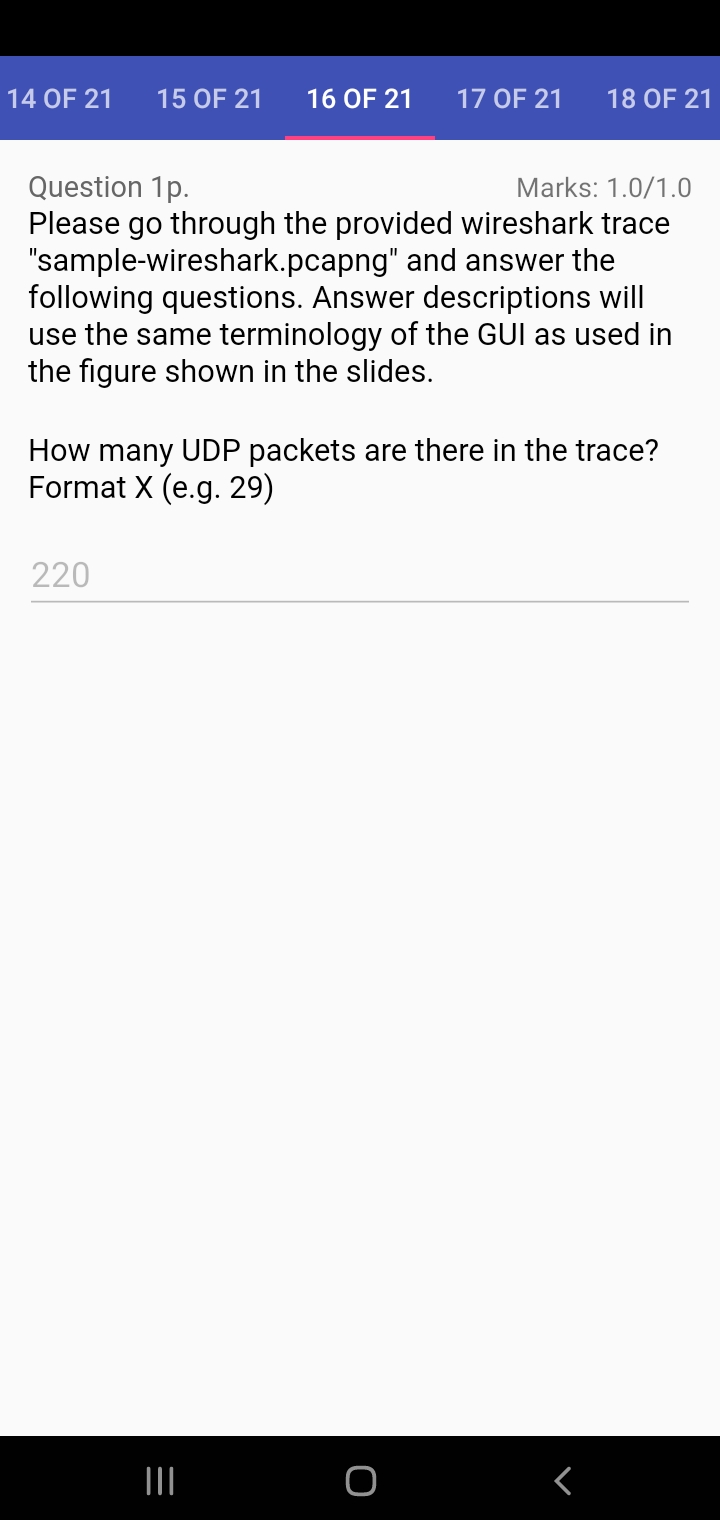 14 OF 21 15 OF 21 16 OF 21 17 OF 21 18 OF 21
Question 1p. Marks: 1.0/1.0
Please go through the provided wireshark trace
"sample-wireshark.pcapng" and answer the
following questions. Answer descriptions will
use the same terminology of the GUI as used in
the figure shown in the slides.
How many UDP packets are there in the trace?
Format X (e.g. 29)
220